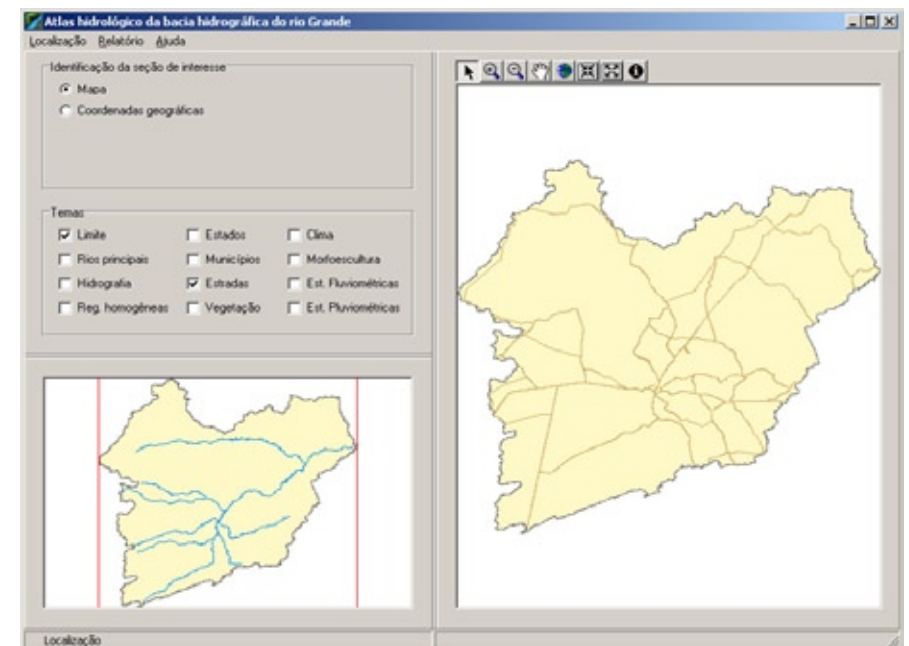 Atlas hidrológico da bacia hidrográfica do rio Grande
Localização Relatório Ajuda
Identificação da seção de interesse
Mapa
Coordenadas geográficas
Temas
Limite Estados Clima
Rios principais Municípios Morfoescultura
Hidrografia Estradas Est. Fluviométricas
Reg. homogêneas Vegetação Est. Pluviométricas
Localização